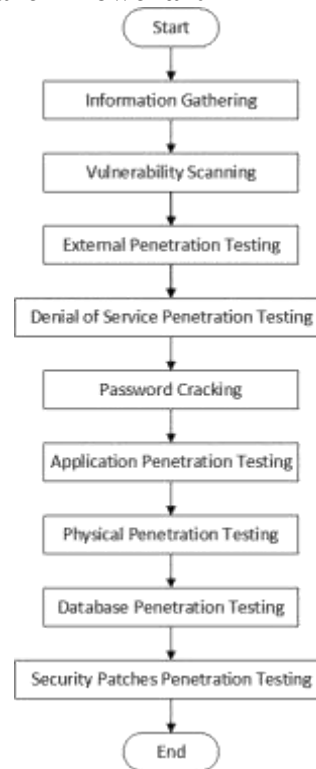 Start
Information Gathering
Vulnerability Scanning
External Penetration Testing
Denial of Service Penetration Testing
Password Cracking
Application Penetration Testing
Physical Penetration Testing
Database Penetration Testing
Security Patches Penetration Testing
End